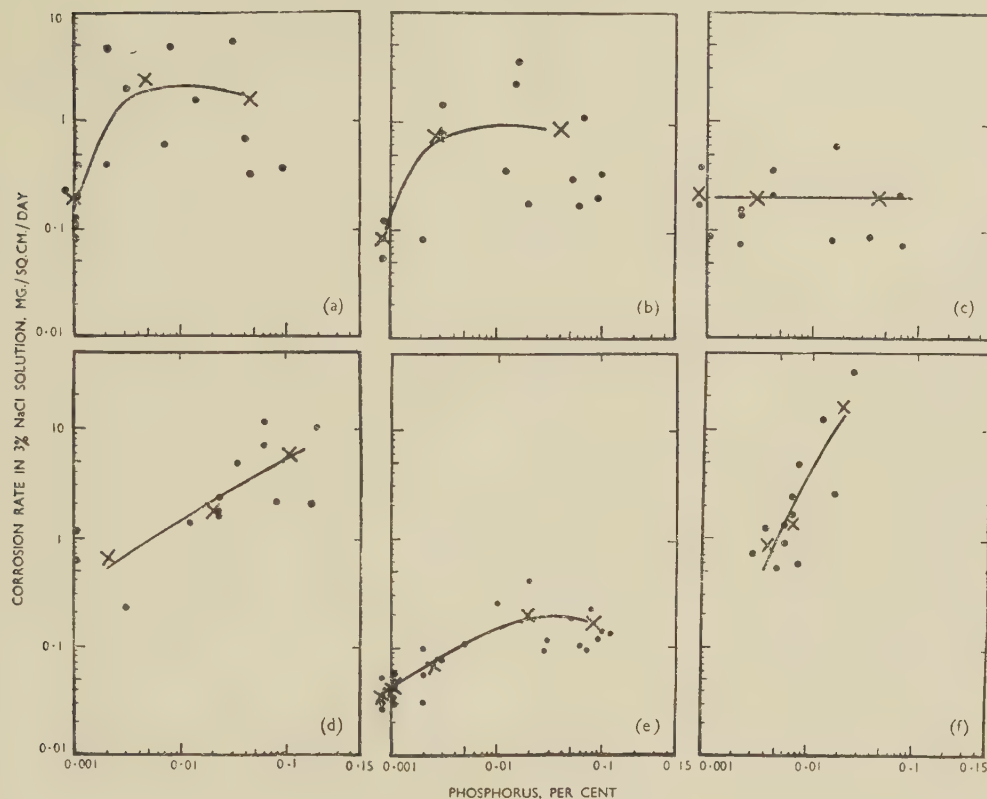 CORROSION RATE IN 3% NaCl SOLUTION, MG./SQ.CM./DAY
10
1
0·1
0·01
(a)
(b)
(c)
10
1
0·1
0·01
(d)
(e)
(f)
0·001 0·01 0·1 0·15
0·001 0·01 0·1 0·15
0·01 0·1 0·15
PHOSPHORUS, PER CENT